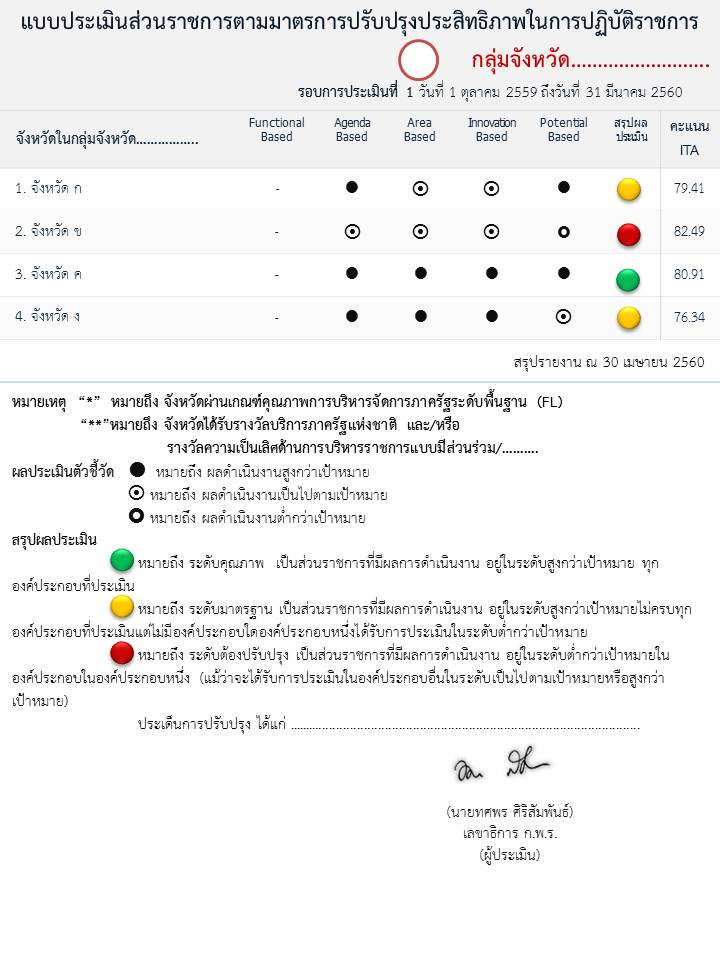 แบบประเมินส่วนราชการตามมาตรการปรับปรุงประสิทธิภาพในการปฏิบัติราชการ
กลุ่มจังหวัด..........................
รอบการประเมินที่ 1 วันที่ 1 ตุลาคม 2559 ถึงวันที่ 31 มีนาคม 2560
จังหวัดในกลุ่มจังหวัด................ Functional Based Agenda Based Area Based Innovation Based Potential Based สรุปผลประเมิน คะแนน ITA
1. จังหวัด ก - ● ⦿ ⦿ ● 79.41
2. จังหวัด ข - ⦿ ⦿ ⦿ O 82.49
3. จังหวัด ค - ● ● ● ● 80.91
4. จังหวัด ง - ● ● ● ⦿ 76.34
สรุปรายงาน ณ 30 เมษายน 2560
หมายเหตุ “*” หมายถึง จังหวัดผ่านเกณฑ์คุณภาพการบริหารจัดการภาครัฐระดับพื้นฐาน (FL)
“**”หมายถึง จังหวัดได้รับรางวัลบริการภาครัฐแห่งชาติ และ/หรือ
รางวัลความเป็นเลิศด้านการบริหารราชการแบบมีส่วนร่วม/.........
ผลประเมินตัวชี้วัด ● หมายถึง ผลดำเนินงานสูงกว่าเป้าหมาย
⦿ หมายถึง ผลดำเนินงานเป็นไปตามเป้าหมาย
O หมายถึง ผลดำเนินงานต่ำกว่าเป้าหมาย
สรุปผลประเมิน
หมายถึง ระดับคุณภาพ เป็นส่วนราชการที่มีผลการดำเนินงาน อยู่ในระดับสูงกว่าเป้าหมาย ทุก
องค์ประกอบที่ประเมิน
หมายถึง ระดับมาตรฐาน เป็นส่วนราชการที่มีผลการดำเนินงาน อยู่ในระดับสูงกว่าเป้าหมายไม่ครบทุก
องค์ประกอบที่ประเมินแต่ไม่มีองค์ประกอบใดองค์ประกอบหนึ่งได้รับการประเมินในระดับต่ำกว่าเป้าหมาย
หมายถึง ระดับต้องปรับปรุง เป็นส่วนราชการที่มีผลการดำเนินงาน อยู่ในระดับต่ำกว่าเป้าหมายใน
องค์ประกอบในองค์ประกอบหนึ่ง (แม้ว่าจะได้รับการประเมินในองค์ประกอบอื่นในระดับเป็นไปตามเป้าหมายหรือสูงกว่า
เป้าหมาย)
ประเด็นการปรับปรุง ได้แก่ ........................................................................................................................
(นายทศพร ศิริสัมพันธ์)
เลขาธิการ ก.พ.ร.
(ผู้ประเมิน)